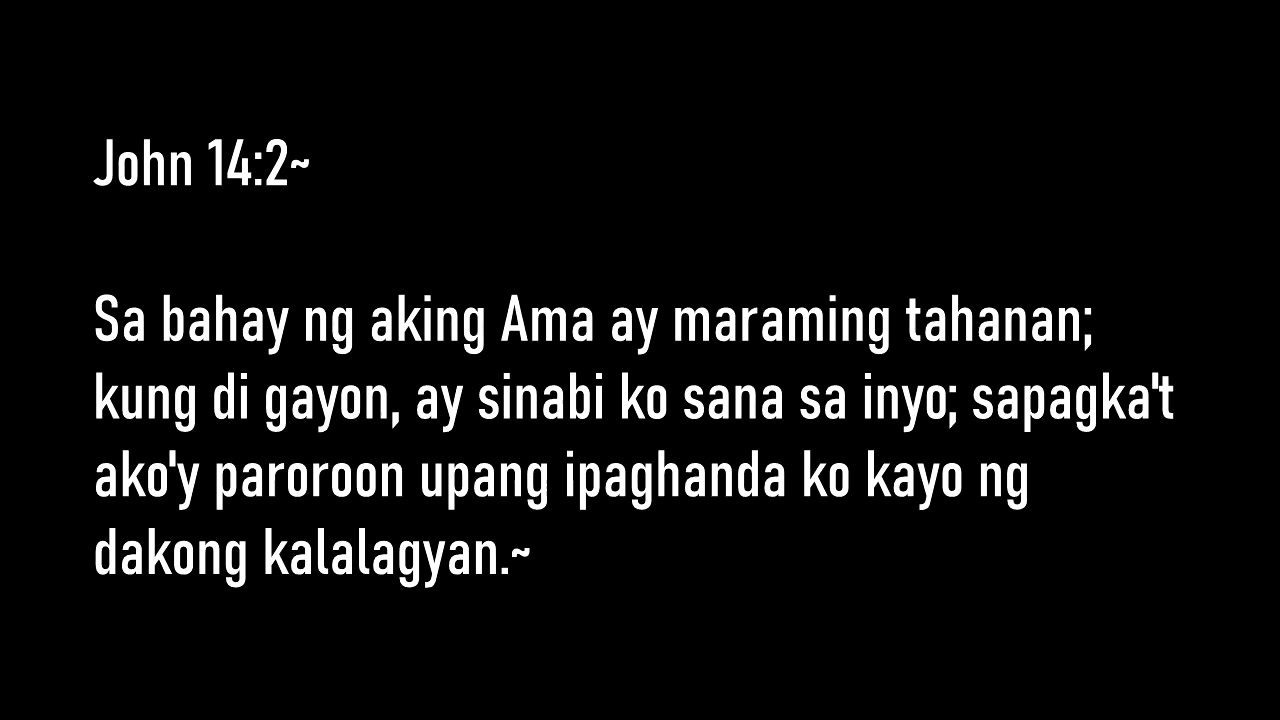 John 14:2~
Sa bahay ng aking Ama ay maraming tahanan;
kung di gayon, ay sinabi ko sana sa inyo; sapagka't
ako'y paroroon upang ipaghanda ko kayo ng
dakong kalalagyan.~